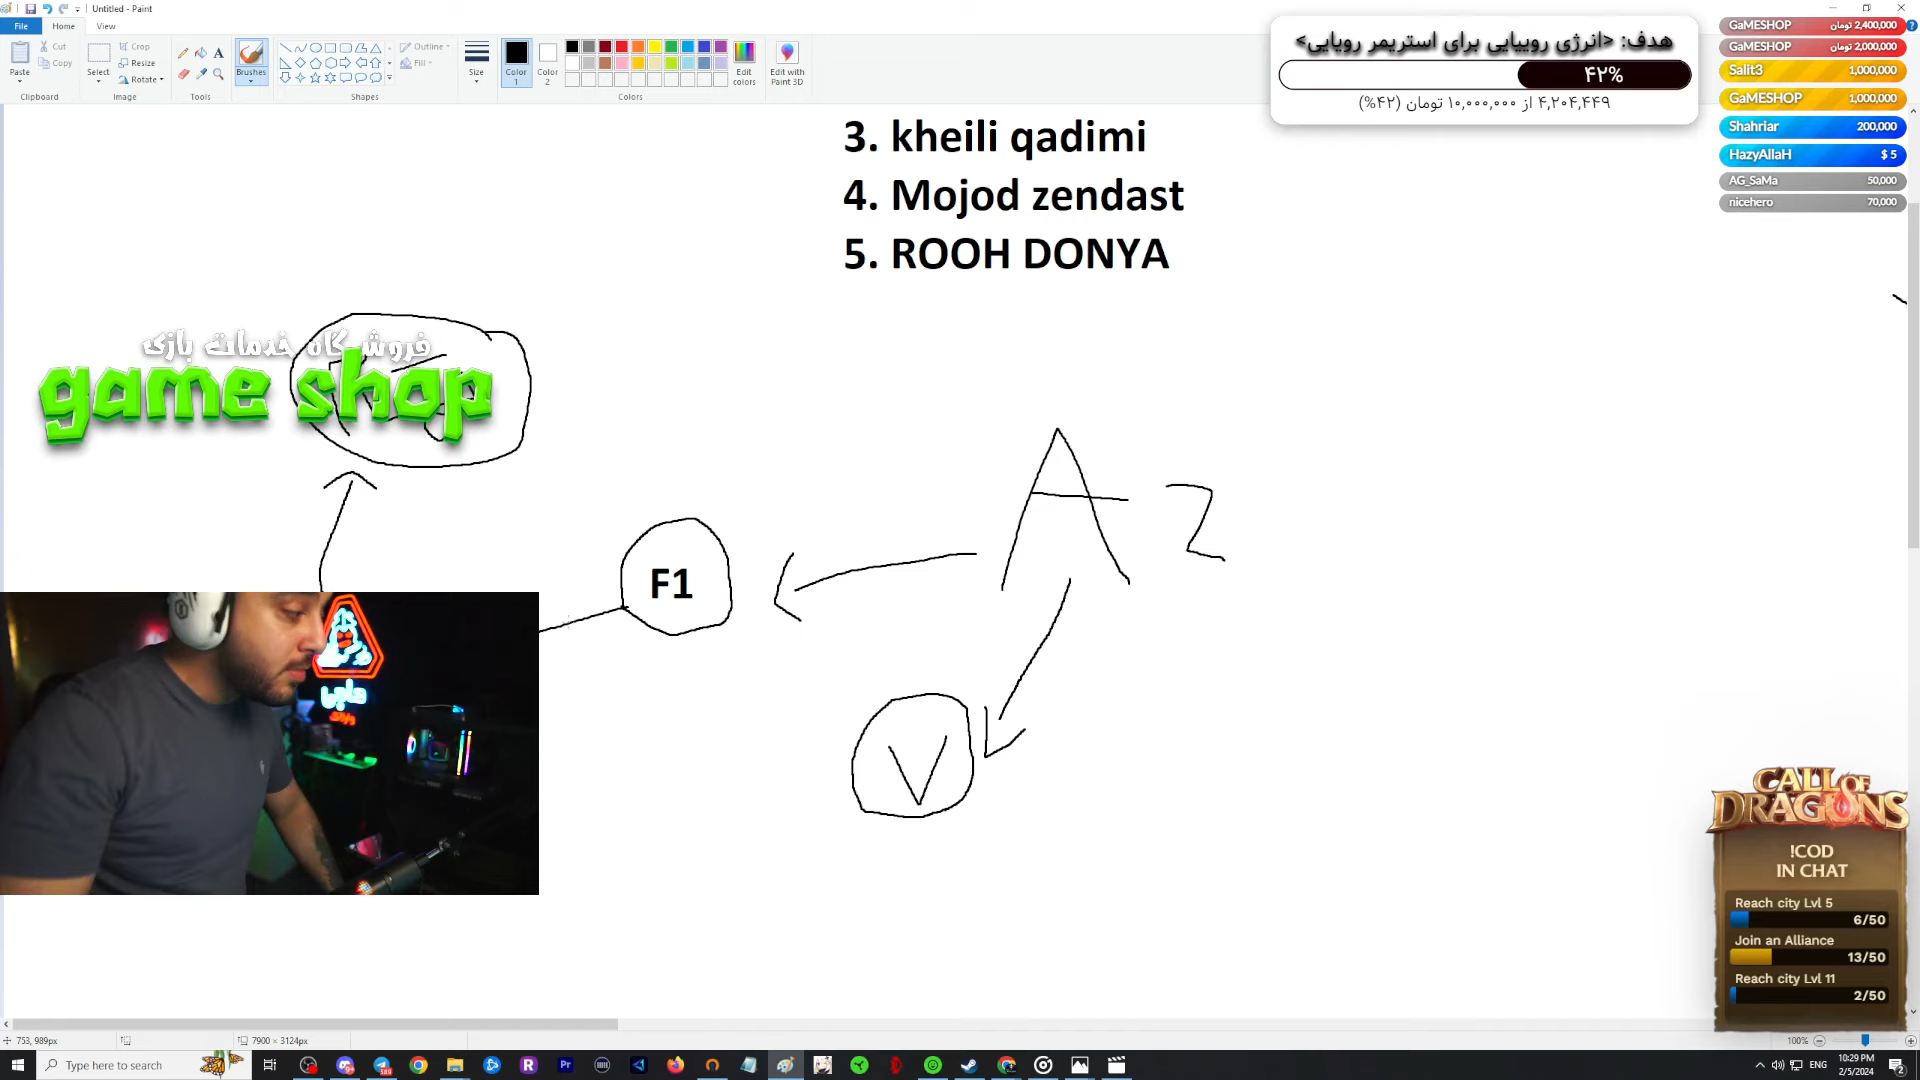 Untitled - Paint
File
Home
View
Paste
Cut
Copy
Clipboard
Select
Crop
Resize
Rotate
Image
Tools
Brushes
Shapes
Outline
Fill
Size
Color
1
Color
2
Colors
Edit
colors
Edit with
Paint 3D
هدف: <انرژی روییایی برای استریمر رویایی>
۴۲%
۴,۲۰۴,۴۴۹ از ۱۰,۰۰۰,۰۰۰ تومان (۴۲%)
GaMESHOP 2,400,000 تومان
GaMESHOP 2,000,000 تومان
Salit3 1,000,000
GaMESHOP 1,000,000
Shahriar 200,000
HazyAllaH $ 5
AG_SaMa 50,000
nicehero 70,000
3. kheili qadimi
4. Mojod zendast
5. ROOH DONYA
فروشگاه خدمات بازی
game shop
A 2
F1
V
CALL OF
DRAGONS
!COD
IN CHAT
Reach city Lvl 5
6/50
Join an Alliance
13/50
Reach city Lvl 11
2/50
753, 989px
7900 × 3124px
100%
Type here to search
ENG
10:29 PM
2/5/2024